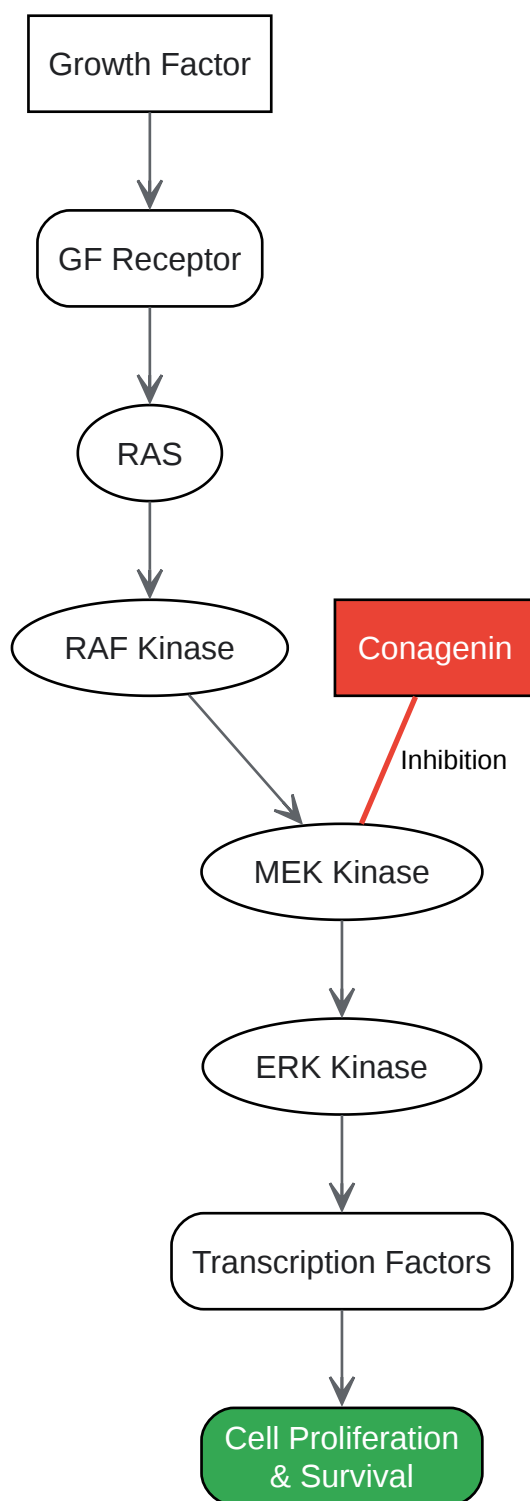 Growth Factor
GF Receptor
RAS
RAF Kinase
Conagenin
Inhibition
MEK Kinase
ERK Kinase
Transcription Factors
Cell Proliferation
& Survival